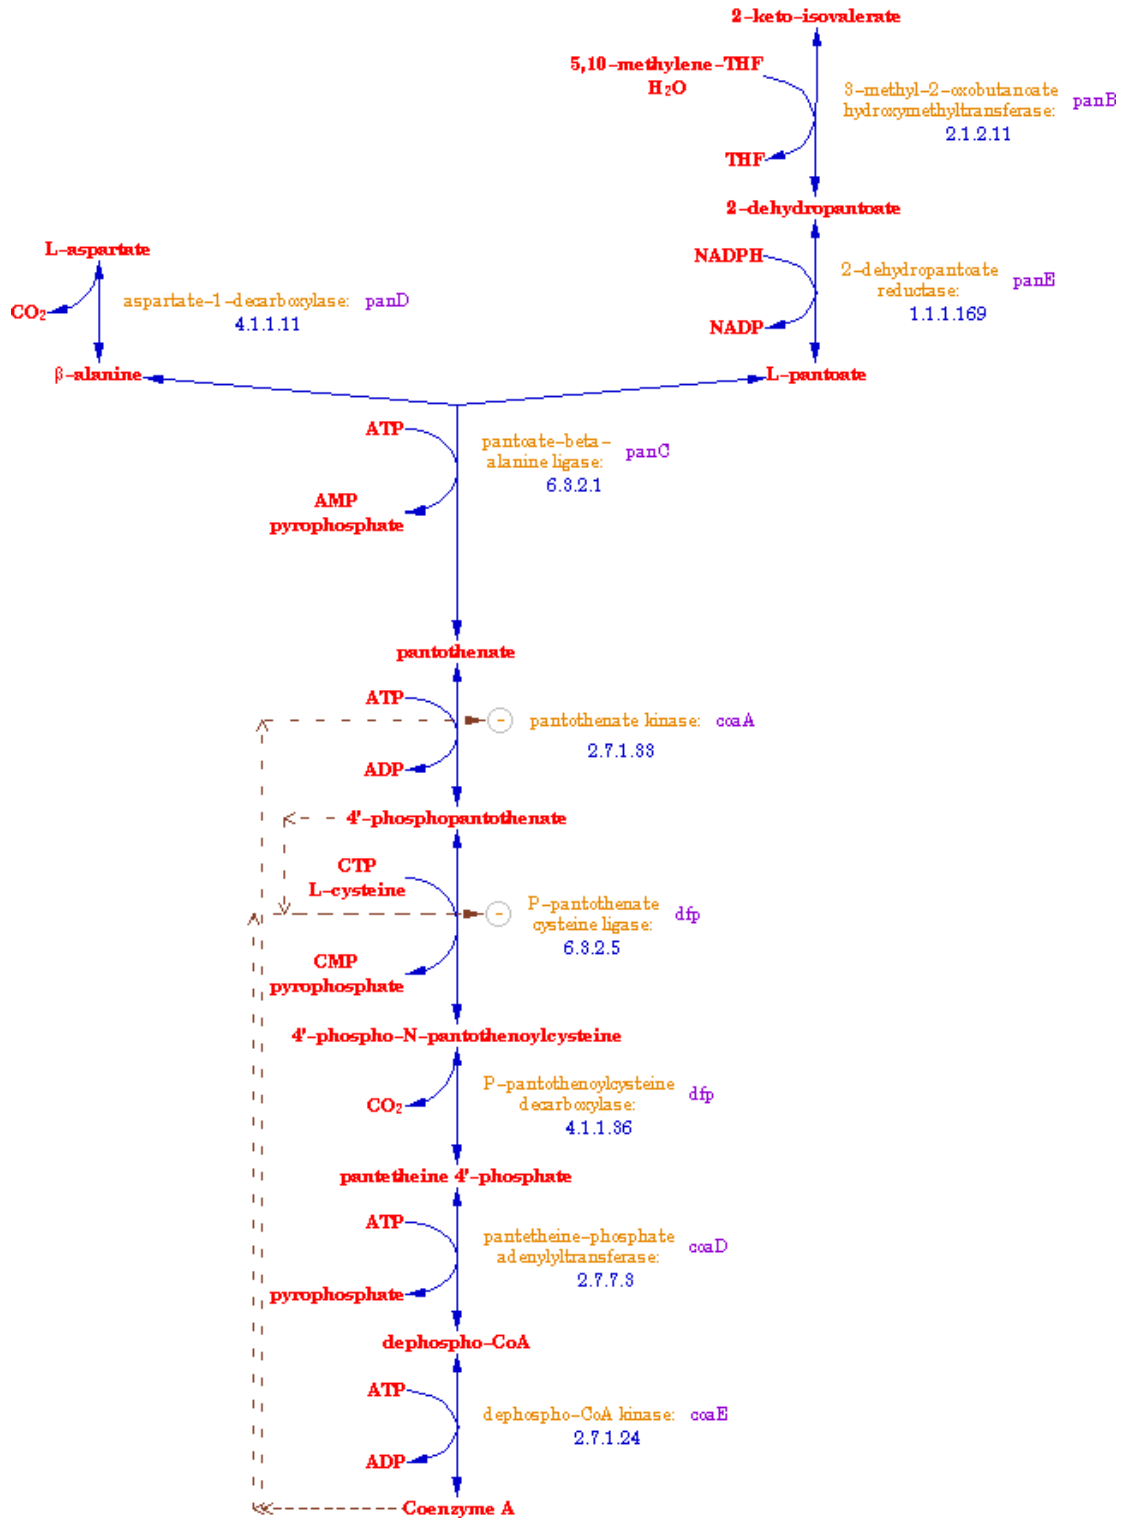 2-keto-isovalerate
5,10-methylene-THF
H₂O
3-methyl-2-oxobutanoate
hydroxymethyltransferase:
panB
2.1.2.11
THF
2-dehydropantoate
L-aspartate
NADPH
2-dehydropantoate
reductase:
panE
1.1.1.169
CO₂
aspartate-1-decarboxylase:
panD
4.1.1.11
NADP
β-alanine
L-pantoate
ATP
pantoate-beta-
alanine ligase:
panC
6.3.2.1
AMP
pyrophosphate
pantothenate
ATP
-
pantothenate kinase:
coaA
2.7.1.33
ADP
4'-phosphopantothenate
CTP
L-cysteine
-
P-pantothenate
cysteine ligase:
dfp
6.3.2.5
CMP
pyrophosphate
4'-phospho-N-pantothenoylcysteine
CO₂
P-pantothenoylcysteine
decarboxylase:
dfp
4.1.1.36
pantetheine 4'-phosphate
ATP
pantetheine-phosphate
adenylyltransferase:
coaD
2.7.7.3
pyrophosphate
dephospho-CoA
ATP
dephospho-CoA kinase:
coaE
2.7.1.24
ADP
Coenzyme A